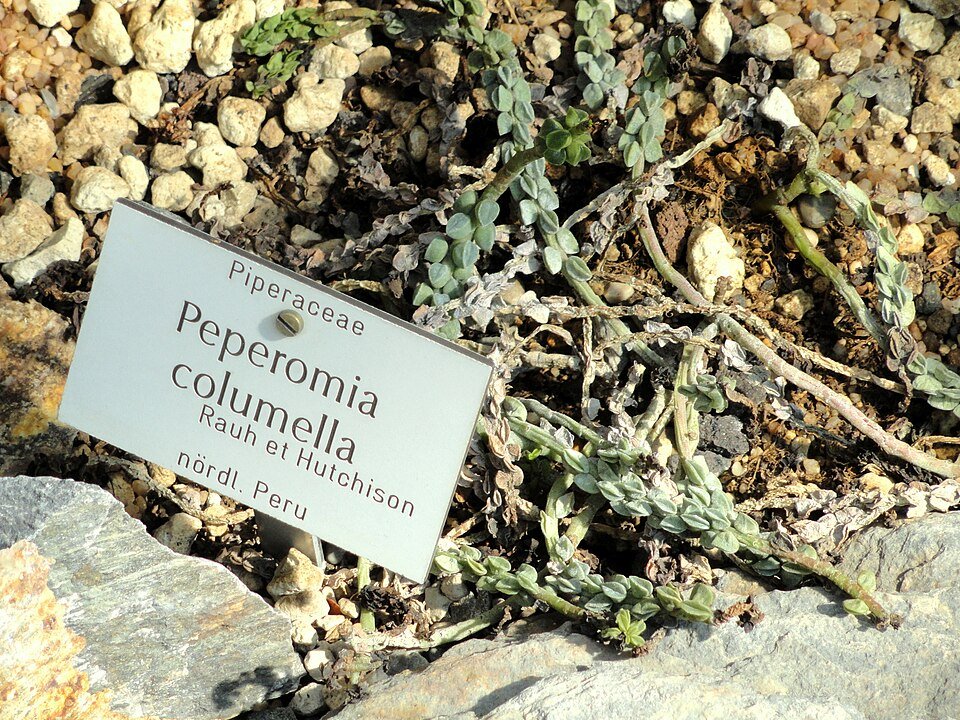 Piperaceae
Peperomia
columella
Rauh et Hutchison
nördl. Peru